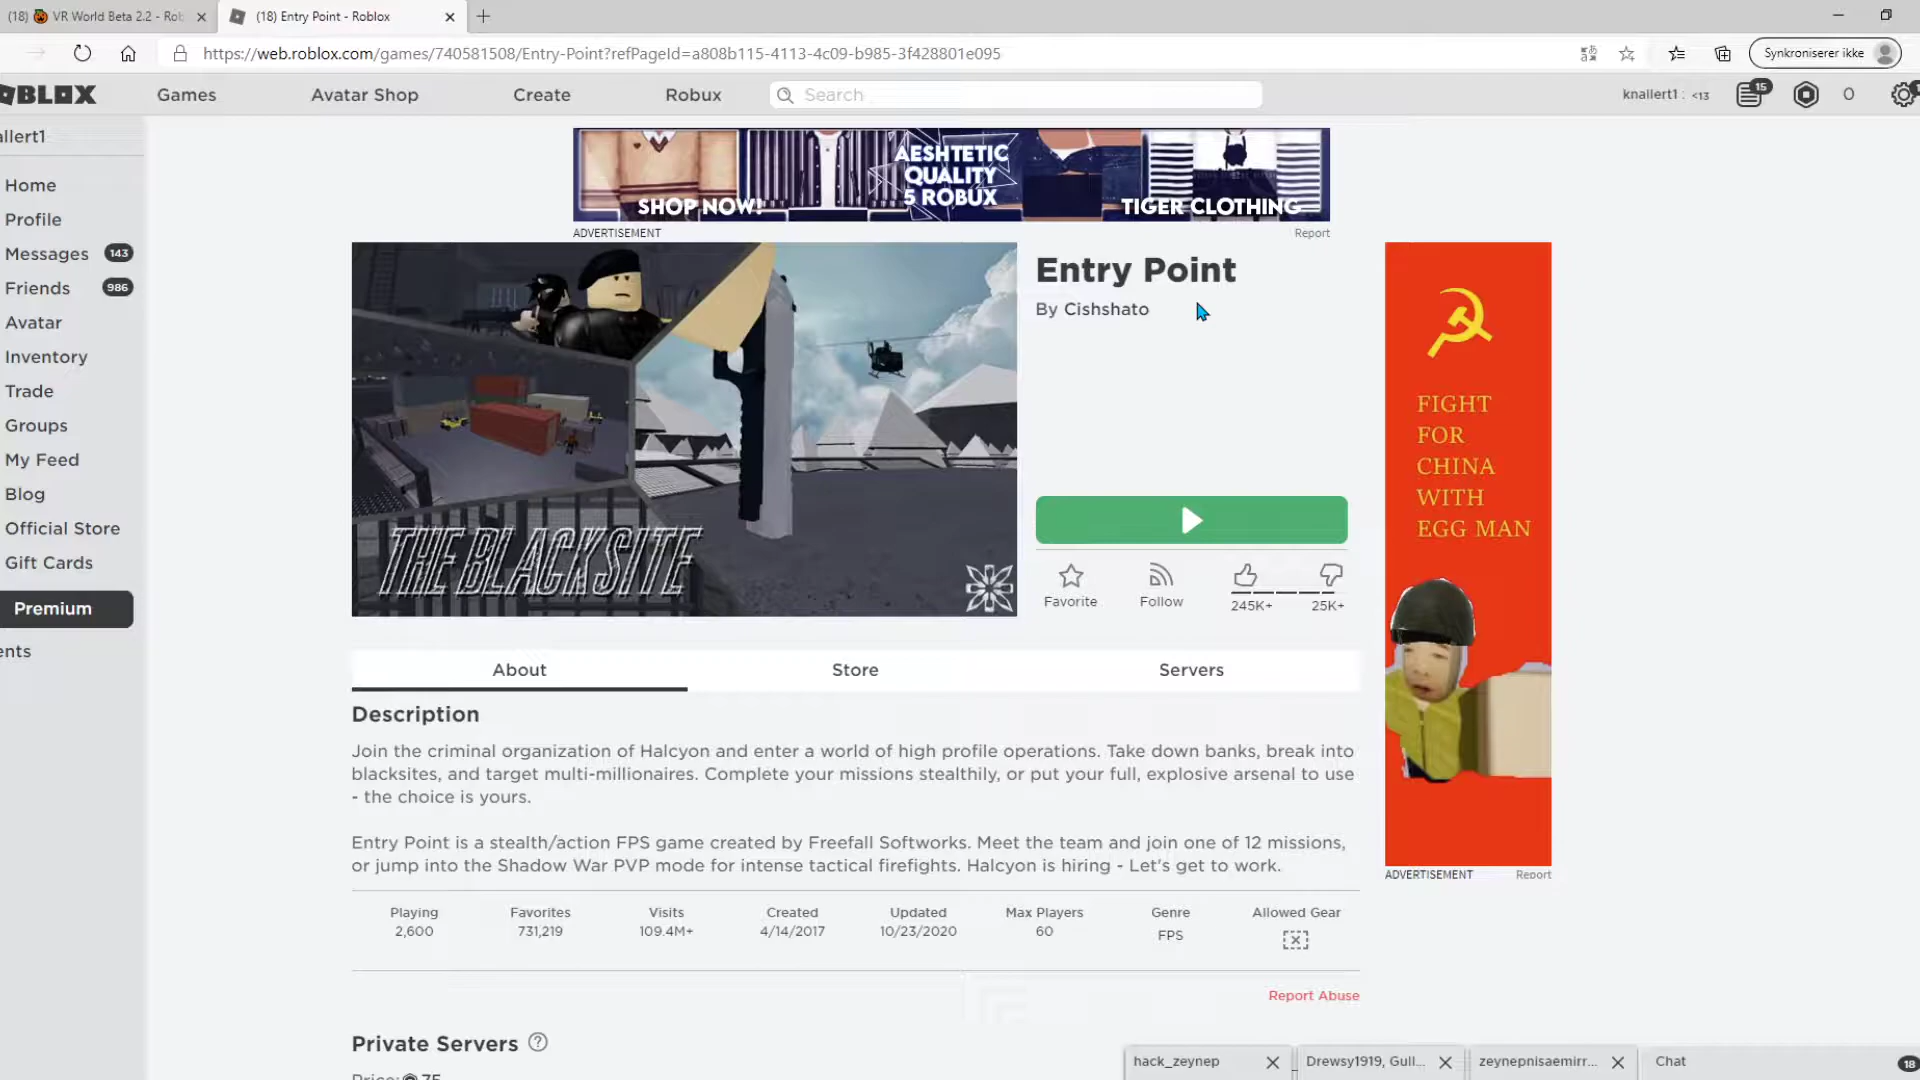 (18) 🎃 VR World Beta 2.2 - Rob
(18) Entry Point - Roblox
https://web.roblox.com/games/740581508/Entry-Point?refPageId=a808b115-4113-4c09-b985-3f428801e095
Synkroniserer ikke
BLOX
Games
Avatar Shop
Create
Robux
Search
knallert1 : <13
15
0
allert1
Home
Profile
Messages 143
Friends 986
Avatar
Inventory
Trade
Groups
My Feed
Blog
Official Store
Gift Cards
Premium
ents
AESHTETIC
QUALITY
5 ROBUX
SHOP NOW!
TIGER CLOTHING
ADVERTISEMENT
Report
THE BLACKSITE
Entry Point
By Cishshato
Favorite
Follow
245K+
25K+
FIGHT
FOR
CHINA
WITH
EGG MAN
ADVERTISEMENT
Report
About
Store
Servers
Description
Join the criminal organization of Halcyon and enter a world of high profile operations. Take down banks, break into
blacksites, and target multi-millionaires. Complete your missions stealthily, or put your full, explosive arsenal to use
- the choice is yours.
Entry Point is a stealth/action FPS game created by Freefall Softworks. Meet the team and join one of 12 missions,
or jump into the Shadow War PVP mode for intense tactical firefights. Halcyon is hiring - Let's get to work.
Playing
Favorites
Visits
Created
Updated
Max Players
Genre
Allowed Gear
2,600
731,219
109.4M+
4/14/2017
10/23/2020
60
FPS
Report Abuse
Private Servers
Price: 75
hack_zeynep
Drewsy1919, Gull...
zeynepnisaemirr...
Chat
18